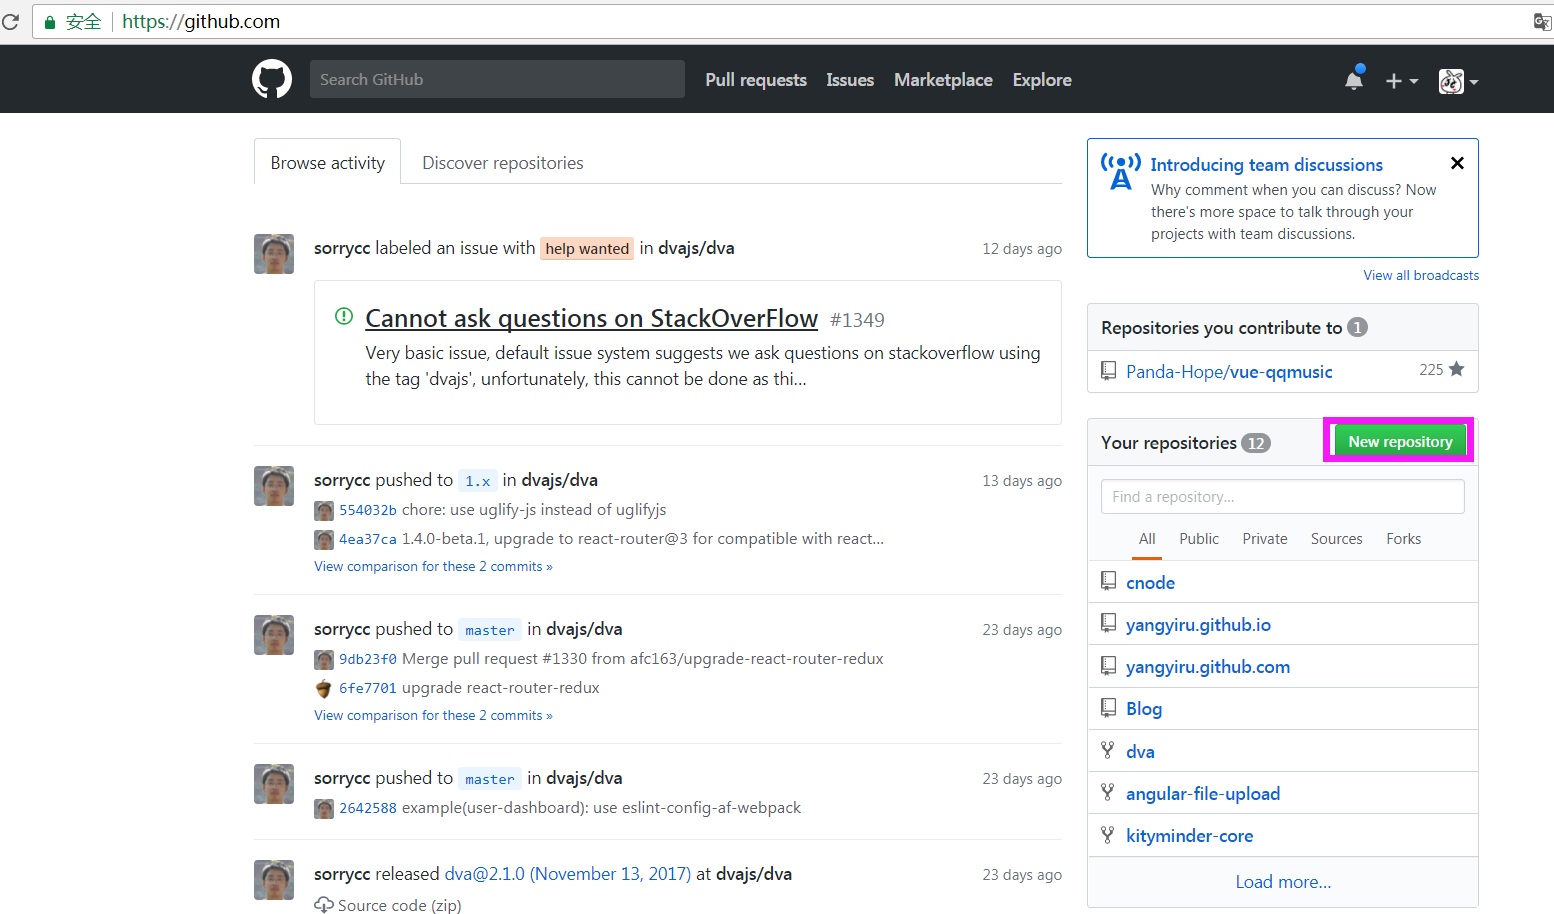 安全 https://github.com
Search GitHub
Pull requests Issues Marketplace Explore
Browse activity Discover repositories
sorrycc labeled an issue with help wanted in dvajs/dva 12 days ago
Cannot ask questions on StackOverFlow #1349
Very basic issue, default issue system suggests we ask questions on stackoverflow using
the tag 'dvajs', unfortunately, this cannot be done as thi...
sorrycc pushed to 1.x in dvajs/dva 13 days ago
554032b chore: use uglify-js instead of uglifyjs
4ea37ca 1.4.0-beta.1, upgrade to react-router@3 for compatible with react...
View comparison for these 2 commits »
sorrycc pushed to master in dvajs/dva 23 days ago
9db23f0 Merge pull request #1330 from afc163/upgrade-react-router-redux
6fe7701 upgrade react-router-redux
View comparison for these 2 commits »
sorrycc pushed to master in dvajs/dva 23 days ago
2642588 example(user-dashboard): use eslint-config-af-webpack
sorrycc released dva@2.1.0 (November 13, 2017) at dvajs/dva 23 days ago
Source code (zip)
Introducing team discussions
Why comment when you can discuss? Now
there's more space to talk through your
projects with team discussions.
View all broadcasts
Repositories you contribute to 1
Panda-Hope/vue-qqmusic 225
Your repositories 12 New repository
Find a repository...
All Public Private Sources Forks
cnode
yangyiru.github.io
yangyiru.github.com
Blog
dva
angular-file-upload
kityminder-core
Load more...